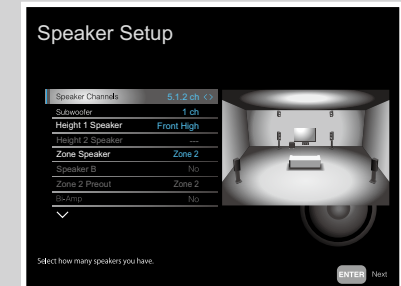 Speaker Setup
Speaker Channels 5.1.2 ch < >
Subwoofer 1 ch
Height 1 Speaker Front High
Height 2 Speaker ---
Zone Speaker Zone 2
Speaker B No
Zone 2 Preout Zone 2
Bi-Amp No
Select how many speakers you have.
ENTER Next